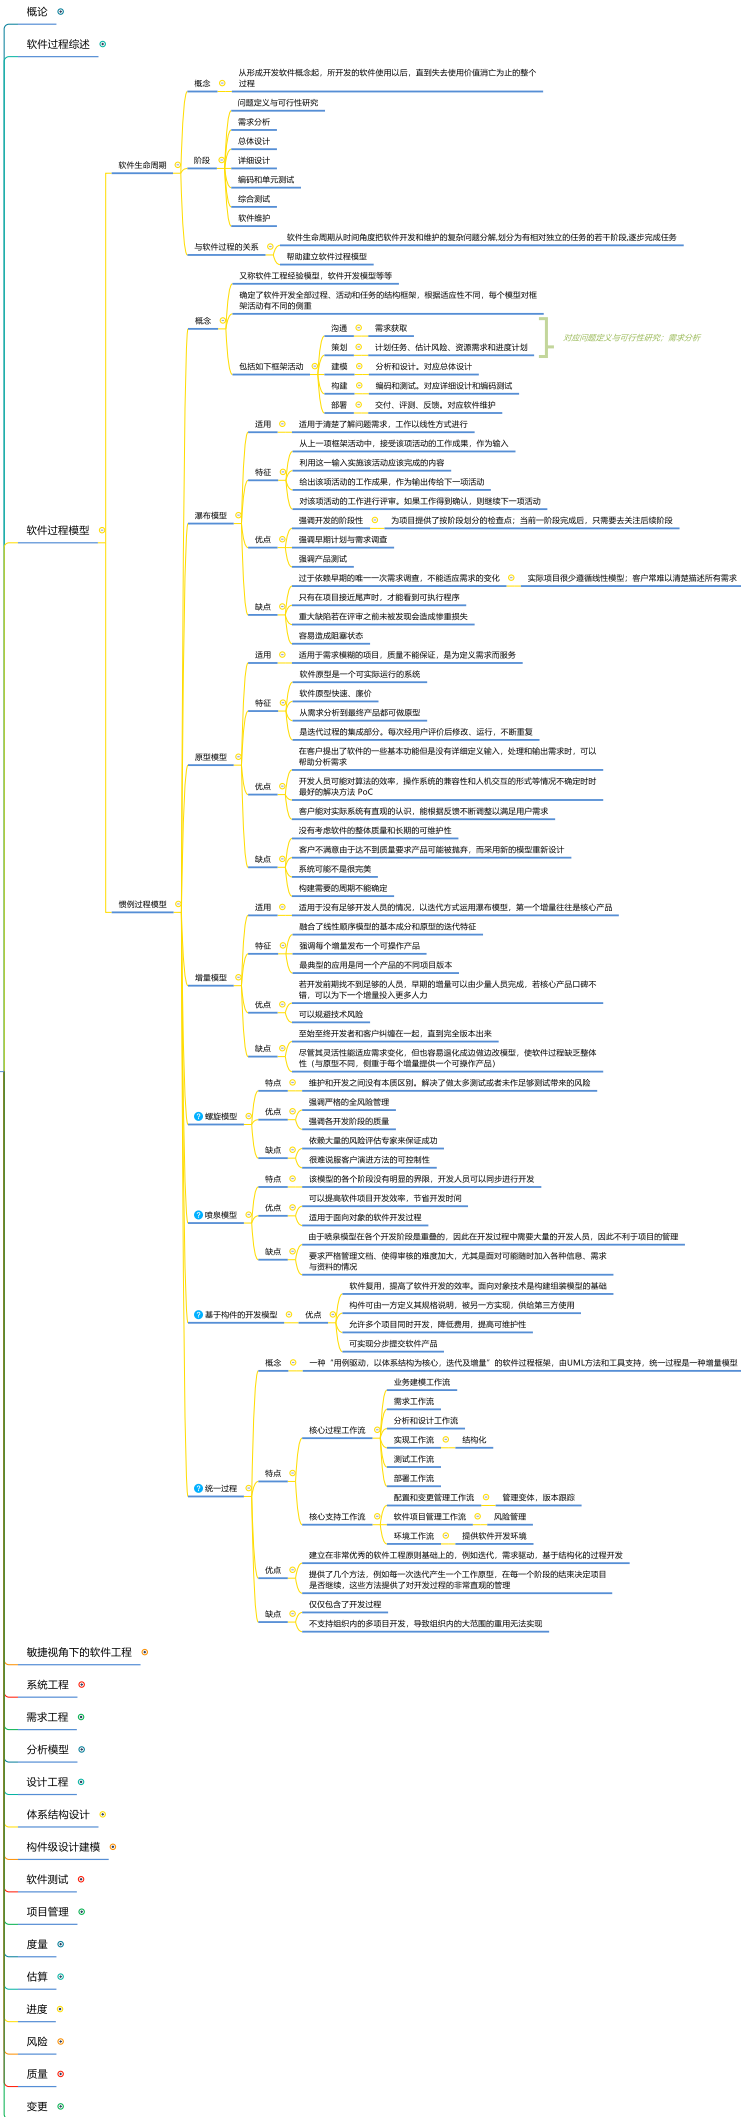 概论
软件过程综述
软件过程模型
软件生命周期
概念
从形成开发软件概念起，所开发的软件使用以后，直到失去使用价值消亡为止的整个
过程
阶段
问题定义与可行性研究
需求分析
总体设计
详细设计
编码和单元测试
综合测试
软件维护
与软件过程的关系
软件生命周期从时间角度把软件开发和维护的复杂问题分解,划分为有相对独立的任务的若干阶段,逐步完成任务
帮助建立软件过程模型
惯例过程模型
概念
又称软件工程经验模型，软件开发模型等等
确定了软件开发全部过程、活动和任务的结构框架，根据适应性不同，每个模型对框
架活动有不同的侧重
包括如下框架活动
沟通
需求获取
策划
计划任务、估计风险、资源需求和进度计划
对应问题定义与可行性研究；需求分析
建模
分析和设计。对应总体设计
构建
编码和测试。对应详细设计和编码测试
部署
交付、评测、反馈。对应软件维护
瀑布模型
适用
适用于清楚了解问题需求，工作以线性方式进行
特征
从上一项框架活动中，接受该项活动的工作成果，作为输入
利用这一输入实施该活动应该完成的内容
给出该项活动的工作成果，作为输出传给下一项活动
对该项活动的工作进行评审。如果工作得到确认，则继续下一项活动
优点
强调开发的阶段性
为项目提供了按阶段划分的检查点；当前一阶段完成后，只需要去关注后续阶段
强调早期计划与需求调查
强调产品测试
缺点
过于依赖早期的唯一一次需求调查，不能适应需求的变化
实际项目很少遵循线性模型；客户常难以清楚描述所有需求
只有在项目接近尾声时，才能看到可执行程序
重大缺陷若在评审之前未被发现会造成惨重损失
容易造成阻塞状态
原型模型
适用
适用于需求模糊的项目，质量不能保证，是为定义需求而服务
特征
软件原型是一个可实际运行的系统
软件原型快速、廉价
从需求分析到最终产品都可做原型
是迭代过程的集成部分。每次经用户评价后修改、运行，不断重复
优点
在客户提出了软件的一些基本功能但是没有详细定义输入，处理和输出需求时，可以
帮助分析需求
开发人员可能对算法的效率，操作系统的兼容性和人机交互的形式等情况不确定时时
最好的解决方法 PoC
客户能对实际系统有直观的认识，能根据反馈不断调整以满足用户需求
缺点
没有考虑软件的整体质量和长期的可维护性
客户不满意由于达不到质量要求产品可能被抛弃，而采用新的模型重新设计
系统可能不是很完美
构建需要的周期不能确定
增量模型
适用
适用于没有足够开发人员的情况，以迭代方式运用瀑布模型，第一个增量往往是核心产品
特征
融合了线性顺序模型的基本成分和原型的迭代特征
强调每个增量发布一个可操作产品
最典型的应用是同一个产品的不同项目版本
优点
若开发前期找不到足够的人员，早期的增量可以由少量人员完成，若核心产品口碑不
错，可以为下一个增量投入更多人力
可以规避技术风险
缺点
至始至终开发者和客户纠缠在一起，直到完全版本出来
尽管其灵活性能适应需求变化，但也容易退化成边做边改模型，使软件过程缺乏整体
性（与原型不同，侧重于每个增量提供一个可操作产品）
螺旋模型
特点
维护和开发之间没有本质区别。解决了做太多测试或者未作足够测试带来的风险
优点
强调严格的全风险管理
强调各开发阶段的质量
缺点
依赖大量的风险评估专家来保证成功
很难说服客户演进方法的可控制性
喷泉模型
特点
该模型的各个阶段没有明显的界限，开发人员可以同步进行开发
优点
可以提高软件项目开发效率，节省开发时间
适用于面向对象的软件开发过程
缺点
由于喷泉模型在各个开发阶段是重叠的，因此在开发过程中需要大量的开发人员，因此不利于项目的管理
要求严格管理文档、使得审核的难度加大，尤其是面对可能随时加入各种信息、需求
与资料的情况
基于构件的开发模型
优点
软件复用，提高了软件开发的效率。面向对象技术是构建组装模型的基础
构件可由一方定义其规格说明，被另一方实现，供给第三方使用
允许多个项目同时开发，降低费用，提高可维护性
可实现分步提交软件产品
统一过程
概念
一种“用例驱动，以体系结构为核心，迭代及增量”的软件过程框架，由UML方法和工具支持，统一过程是一种增量模型
特点
核心过程工作流
业务建模工作流
需求工作流
分析和设计工作流
实现工作流
结构化
测试工作流
部署工作流
核心支持工作流
配置和变更管理工作流
管理变体，版本跟踪
软件项目管理工作流
风险管理
环境工作流
提供软件开发环境
优点
建立在非常优秀的软件工程原则基础上的，例如迭代，需求驱动，基于结构化的过程开发
提供了几个方法，例如每一次迭代产生一个工作原型，在每一个阶段的结束决定项目
是否继续，这些方法提供了对开发过程的非常直观的管理
缺点
仅仅包含了开发过程
不支持组织内的多项目开发，导致组织内的大范围的重用无法实现
敏捷视角下的软件工程
系统工程
需求工程
分析模型
设计工程
体系结构设计
构件级设计建模
软件测试
项目管理
度量
估算
进度
风险
质量
变更